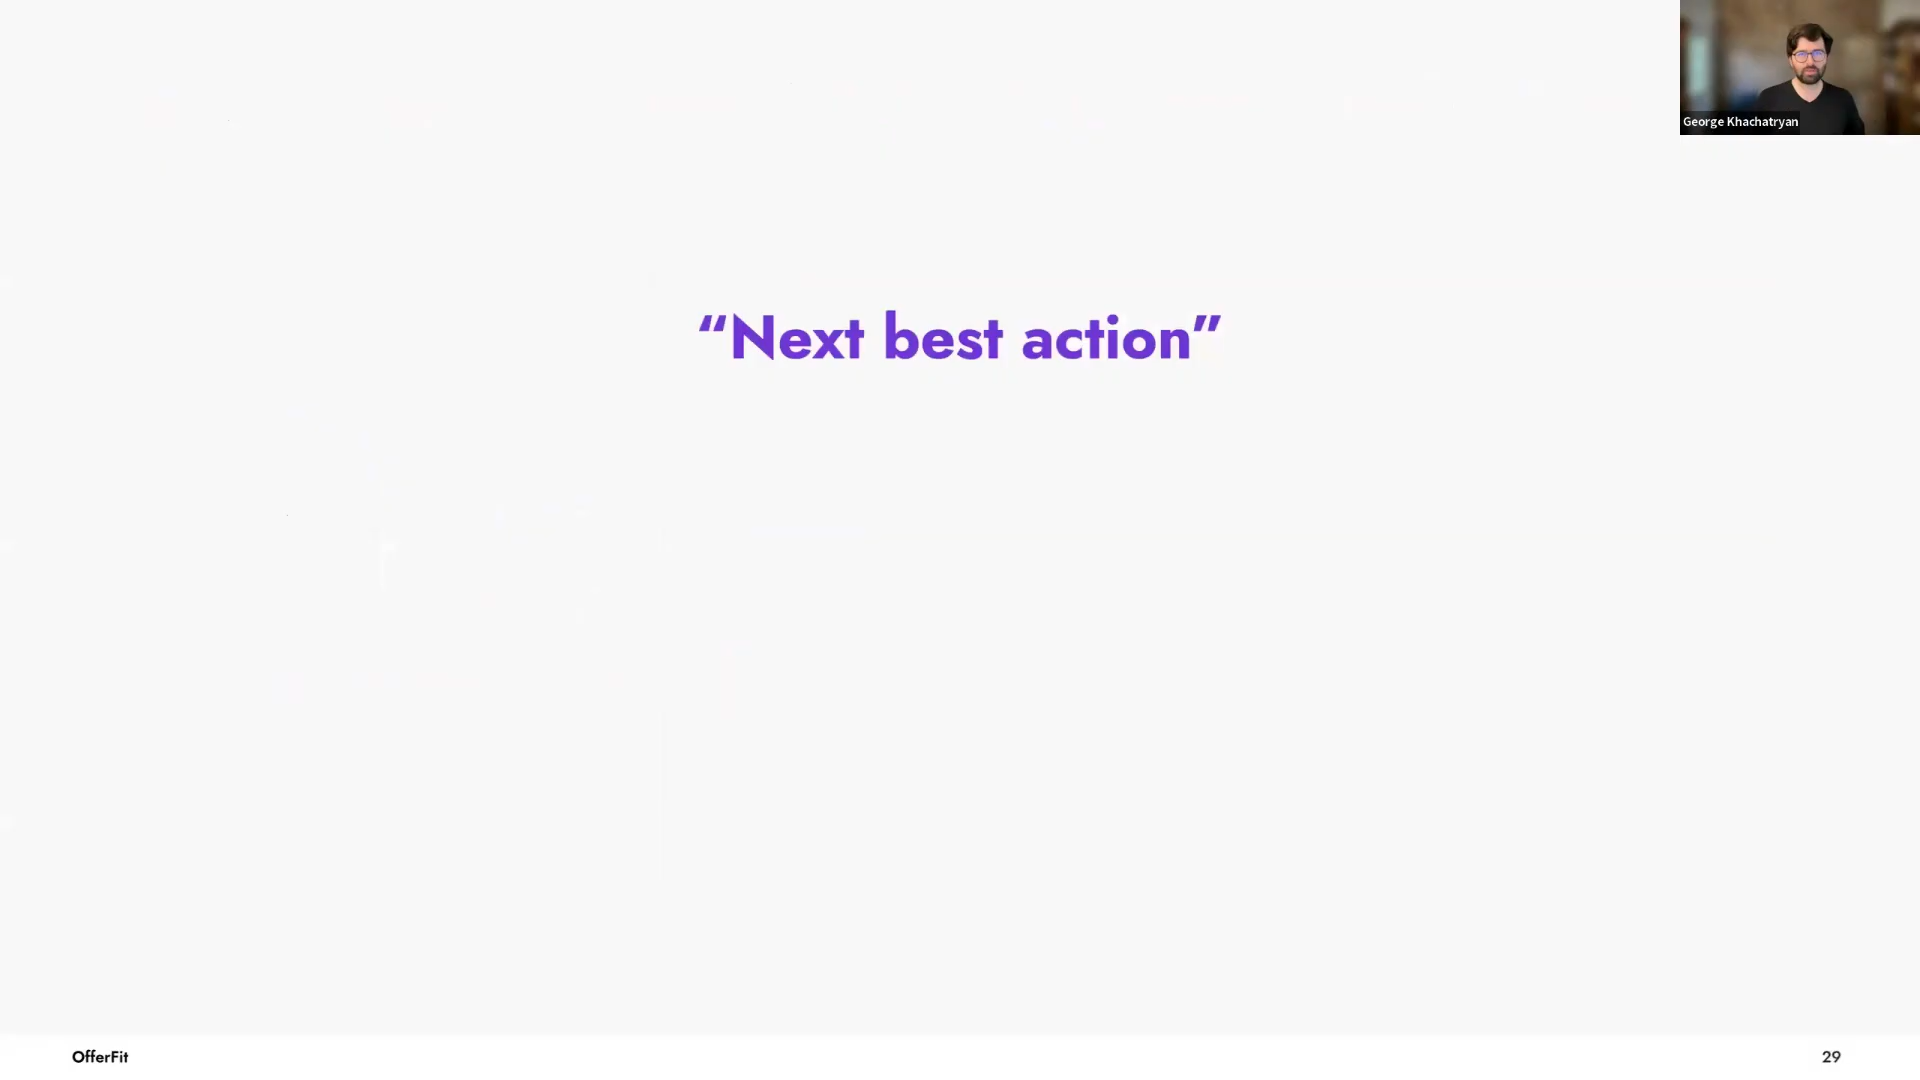 George Khachatryan
“Next best action”
OfferFit
29